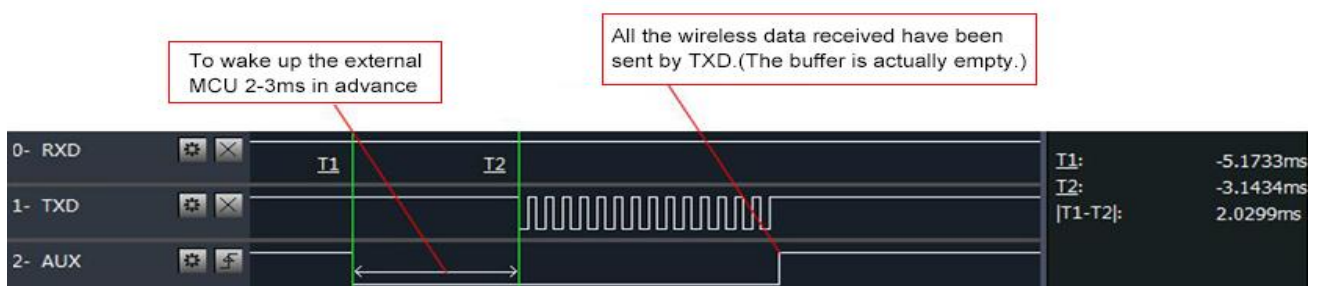 To wake up the external
MCU 2-3ms in advance
All the wireless data received have been
sent by TXD.(The buffer is actually empty.)
0- RXD
T1
T2
1- TXD
2- AUX
T1: -5.1733ms
T2: -3.1434ms
|T1-T2|: 2.0299ms